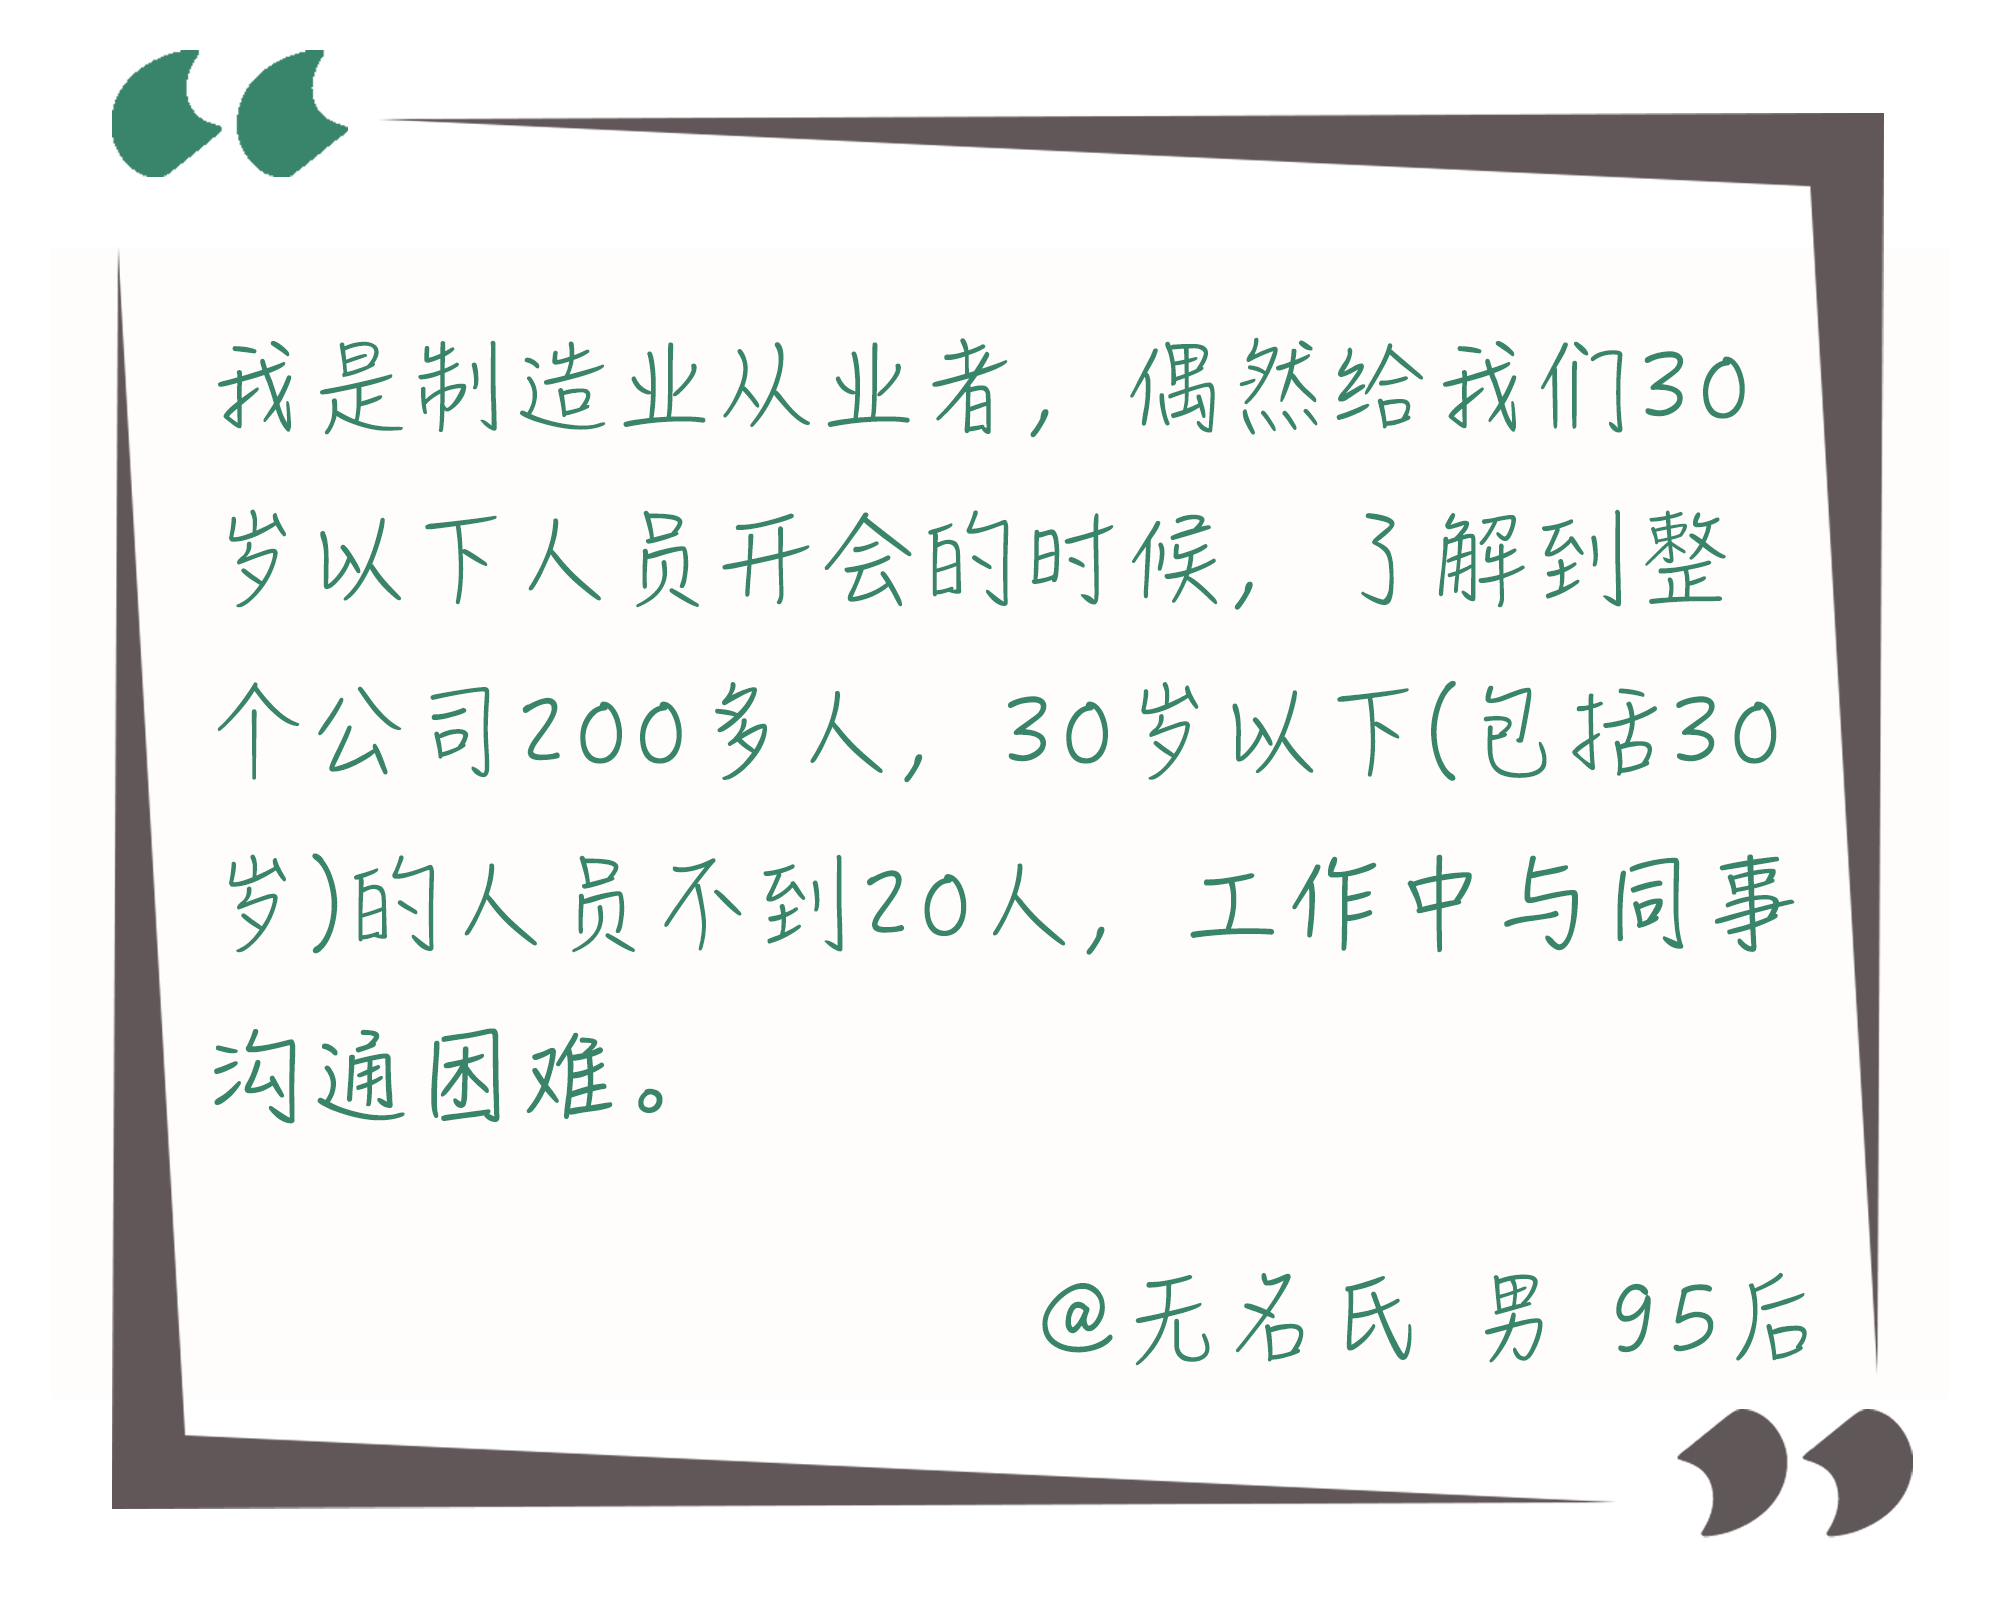 我是制造业从业者，偶然给我们30
岁以下人员开会的时候，了解到整
个公司200多人，30岁以下(包括30
岁)的人员不到20人，工作中与同事
沟通困难。
@无名氏 男 95后